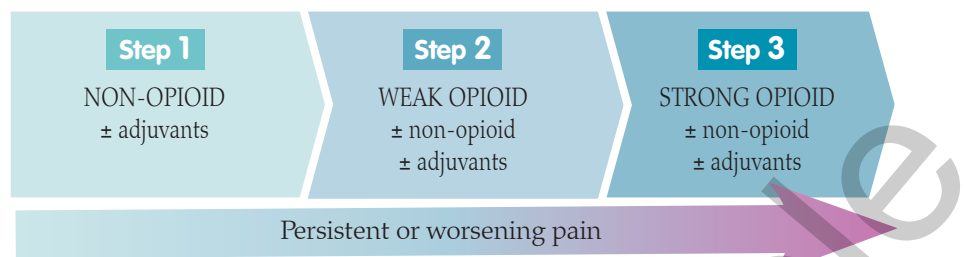 Step 1
NON-OPIOID
± adjuvants
Step 2
WEAK OPIOID
± non-opioid
± adjuvants
Step 3
STRONG OPIOID
± non-opioid
± adjuvants
Persistent or worsening pain